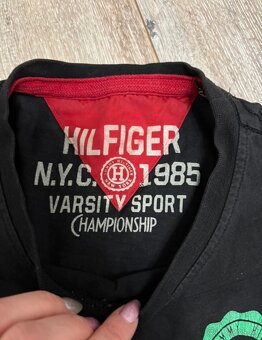 HILFIGER
N.Y.C. H 1985
VARSITY SPORT
CHAMPIONSHIP